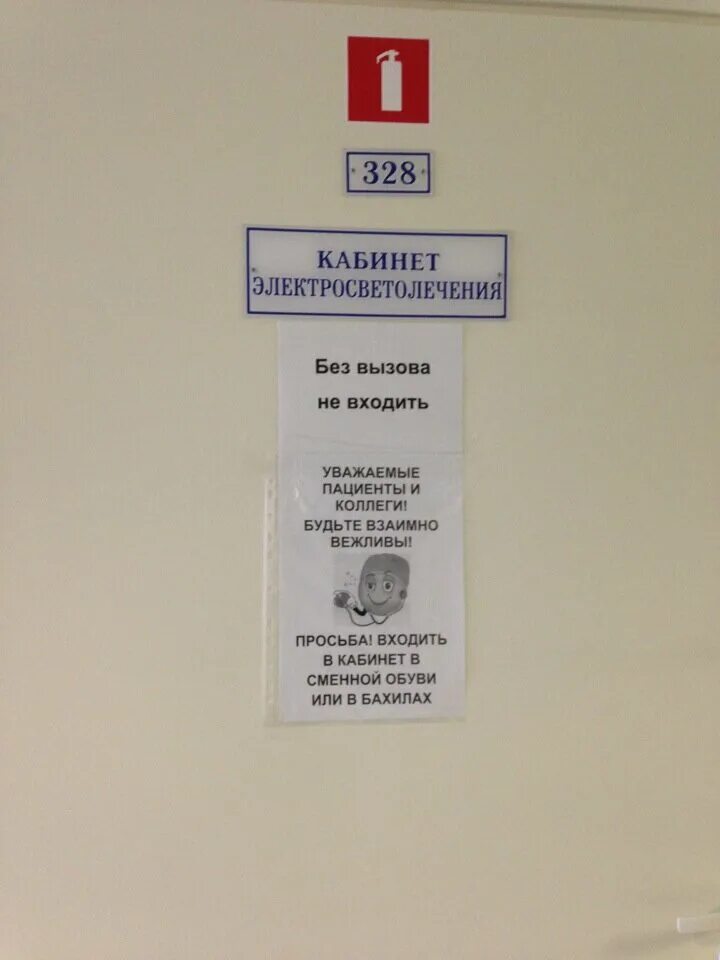 328
КАБИНЕТ
ЭЛЕКТРОСВЕТОЛЕЧЕНИЯ
Без вызова
не входить
УВАЖАЕМЫЕ
ПАЦИЕНТЫ И
КОЛЛЕГИ!
БУДЬТЕ ВЗАИМНО
ВЕЖЛИВЫ!
ПРОСЬБА! ВХОДИТЬ
В КАБИНЕТ В
СМЕННОЙ ОБУВИ
ИЛИ В БАХИЛАХ